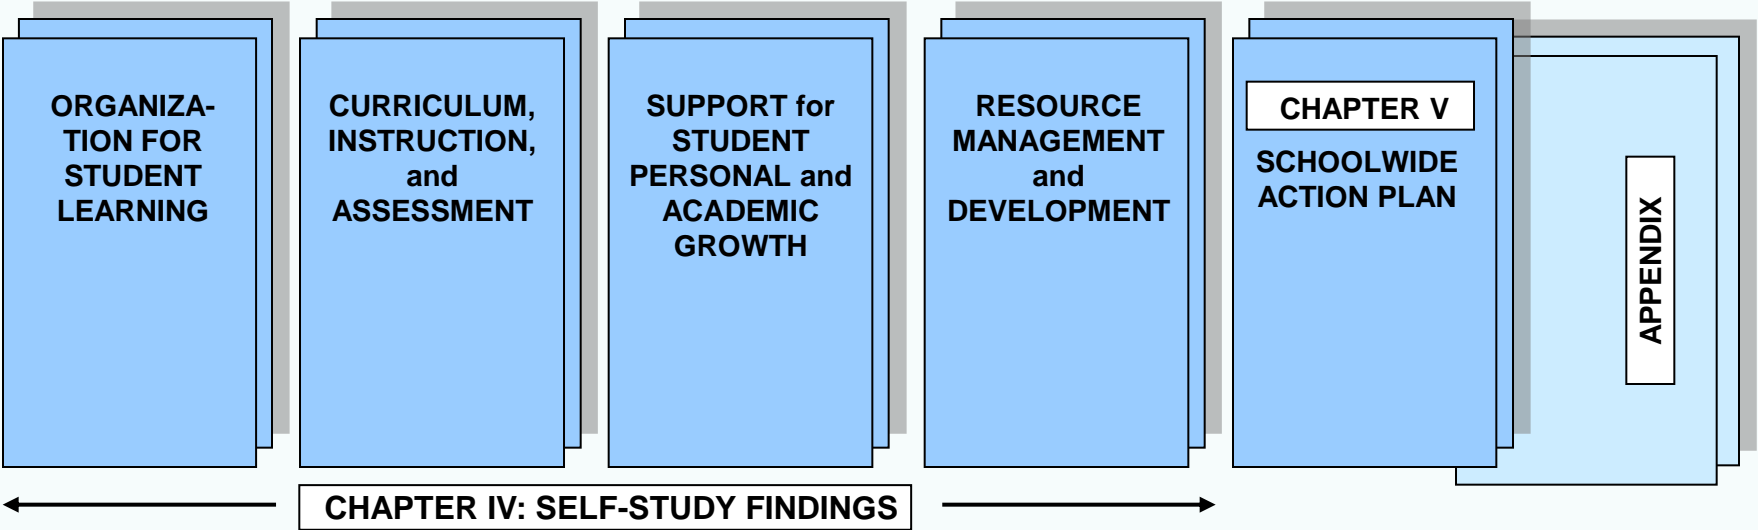 ORGANIZA-
TION FOR
STUDENT
LEARNING
CURRICULUM,
INSTRUCTION,
and
ASSESSMENT
SUPPORT for
STUDENT
PERSONAL and
ACADEMIC
GROWTH
RESOURCE
MANAGEMENT
and
DEVELOPMENT
CHAPTER V
SCHOOLWIDE
ACTION PLAN
APPENDIX
CHAPTER IV: SELF-STUDY FINDINGS